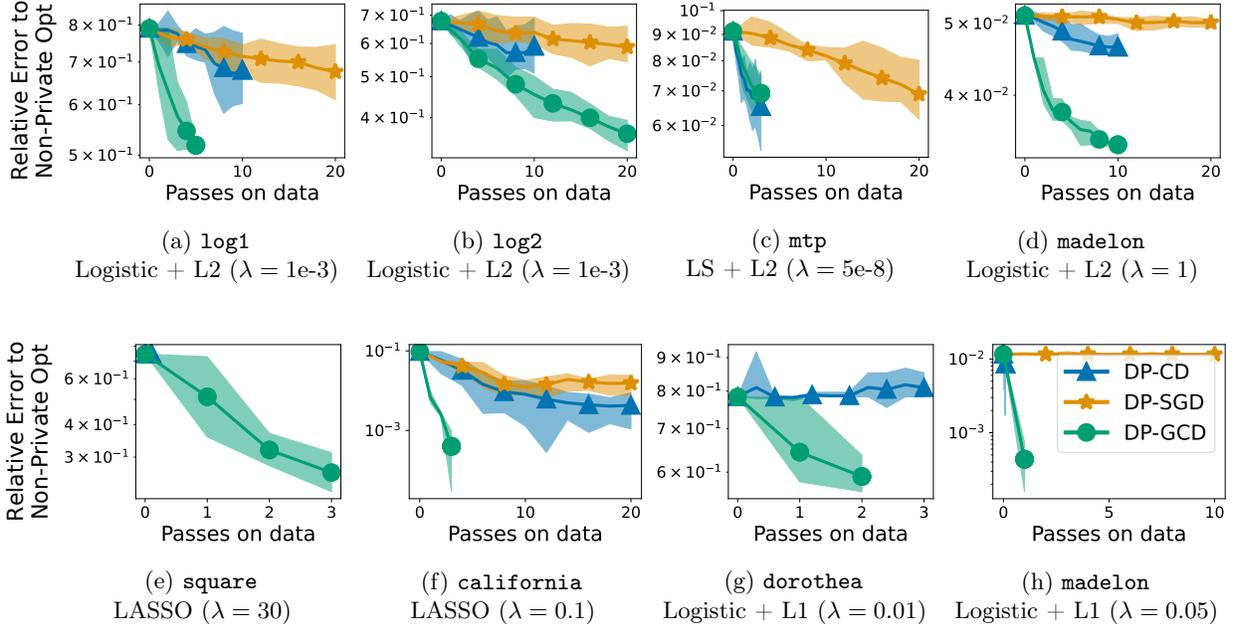 Relative Error to
Non-Private Opt
8 × 10⁻¹
7 × 10⁻¹
6 × 10⁻¹
5 × 10⁻¹
0 10 20
Passes on data
7 × 10⁻¹
6 × 10⁻¹
5 × 10⁻¹
4 × 10⁻¹
0 10 20
Passes on data
10⁻¹
9 × 10⁻²
8 × 10⁻²
7 × 10⁻²
6 × 10⁻²
0 10 20
Passes on data
5 × 10⁻²
4 × 10⁻²
0 10 20
Passes on data
(a) log1
Logistic + L2 (λ = 1e-3)
(b) log2
Logistic + L2 (λ = 1e-3)
(c) mtp
LS + L2 (λ = 5e-8)
(d) madelon
Logistic + L2 (λ = 1)
Relative Error to
Non-Private Opt
6 × 10⁻¹
4 × 10⁻¹
3 × 10⁻¹
0 1 2 3
Passes on data
10⁻¹
10⁻³
0 10 20
Passes on data
9 × 10⁻¹
8 × 10⁻¹
7 × 10⁻¹
6 × 10⁻¹
0 1 2 3
Passes on data
10⁻²
10⁻³
DP-CD
DP-SGD
DP-GCD
0 5 10
Passes on data
(e) square
LASSO (λ = 30)
(f) california
LASSO (λ = 0.1)
(g) dorothea
Logistic + L1 (λ = 0.01)
(h) madelon
Logistic + L1 (λ = 0.05)